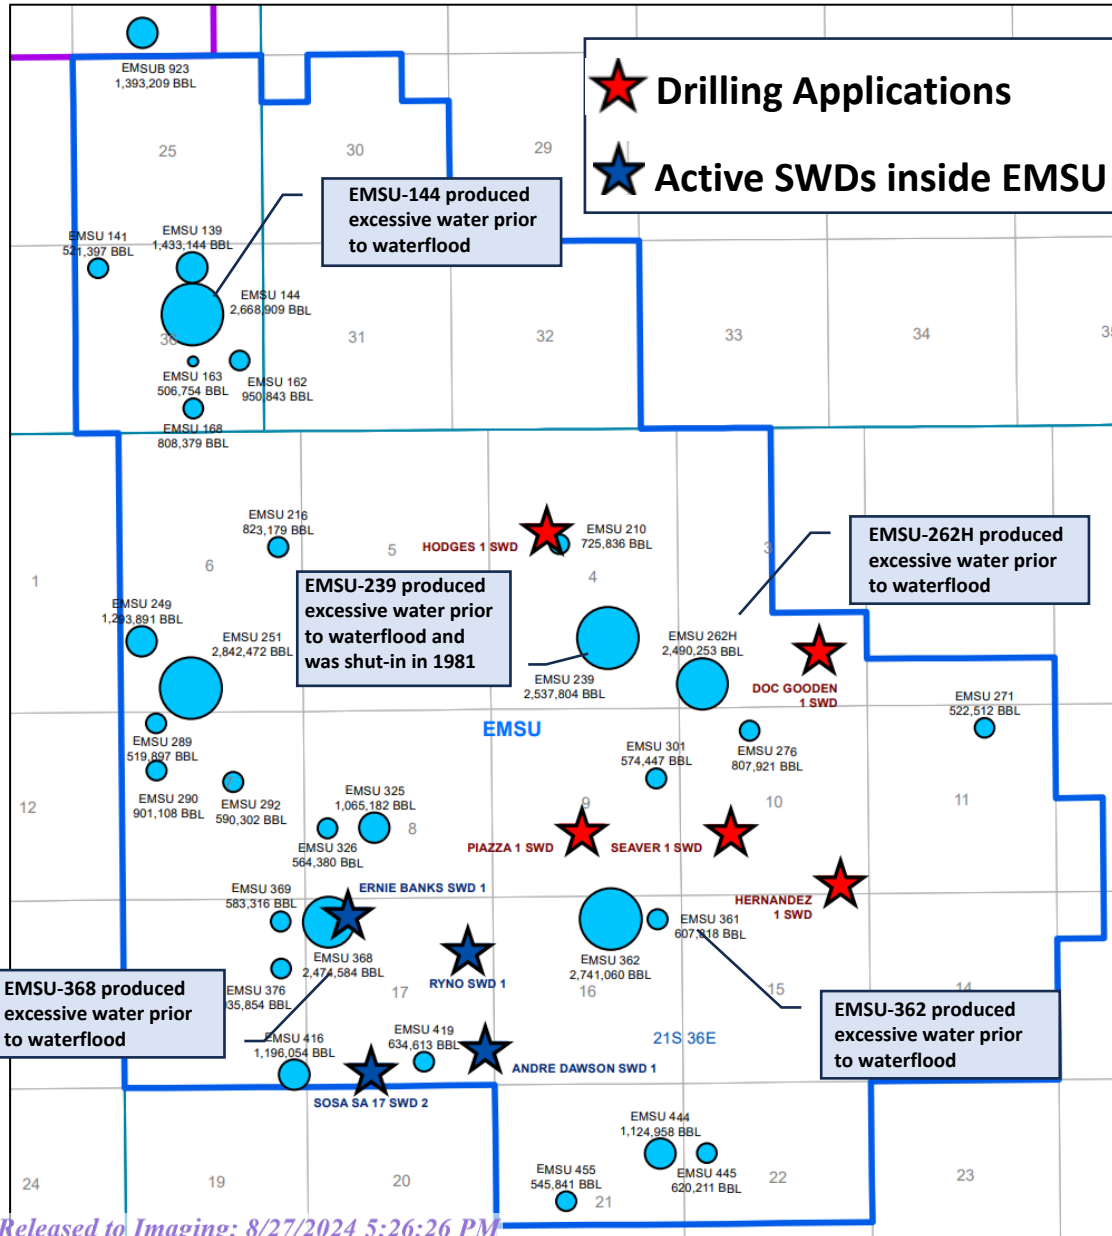 EMSUB 923
1,393,209 BBL
Drilling Applications
Active SWDs inside EMSU
25
30
29
EMSU-144 produced
excessive water prior
to waterflood
EMSU 141
521,397 BBL
EMSU 139
1,433,144 BBL
EMSU 144
2,668,909 BBL
36
31
32
33
34
35
EMSU 163
506,754 BBL
EMSU 162
950,843 BBL
EMSU 168
808,379 BBL
EMSU 216
823,179 BBL
HODGES 1 SWD
EMSU 210
725,836 BBL
1
6
5
4
3
EMSU-262H produced
excessive water prior
to waterflood
EMSU-239 produced
excessive water prior
to waterflood and
was shut-in in 1981
EMSU 249
1,293,891 BBL
EMSU 251
2,842,472 BBL
EMSU 262H
2,490,253 BBL
EMSU 239
2,537,804 BBL
DOC GOODEN
1 SWD
EMSU 271
522,512 BBL
EMSU
EMSU 289
519,897 BBL
EMSU 301
574,447 BBL
EMSU 276
807,921 BBL
EMSU 290
901,108 BBL
EMSU 292
590,302 BBL
EMSU 325
1,065,182 BBL
12
7
8
9
10
11
EMSU 326
564,380 BBL
PIAZZA 1 SWD
SEAVER 1 SWD
ERNIE BANKS SWD 1
HERNANDEZ
1 SWD
EMSU 369
583,316 BBL
EMSU 368
2,474,584 BBL
EMSU 361
607,818 BBL
EMSU 362
2,741,060 BBL
RYNO SWD 1
EMSU 376
935,854 BBL
17
16
15
14
EMSU-368 produced
excessive water prior
to waterflood
EMSU-362 produced
excessive water prior
to waterflood
EMSU 416
1,196,054 BBL
EMSU 419
634,613 BBL
21S 36E
ANDRE DAWSON SWD 1
SOSA SA 17 SWD 2
EMSU 444
1,124,958 BBL
EMSU 445
620,211 BBL
EMSU 455
545,841 BBL
24
19
20
21
22
23
Released to Imaging: 8/27/2024 5:26:26 PM